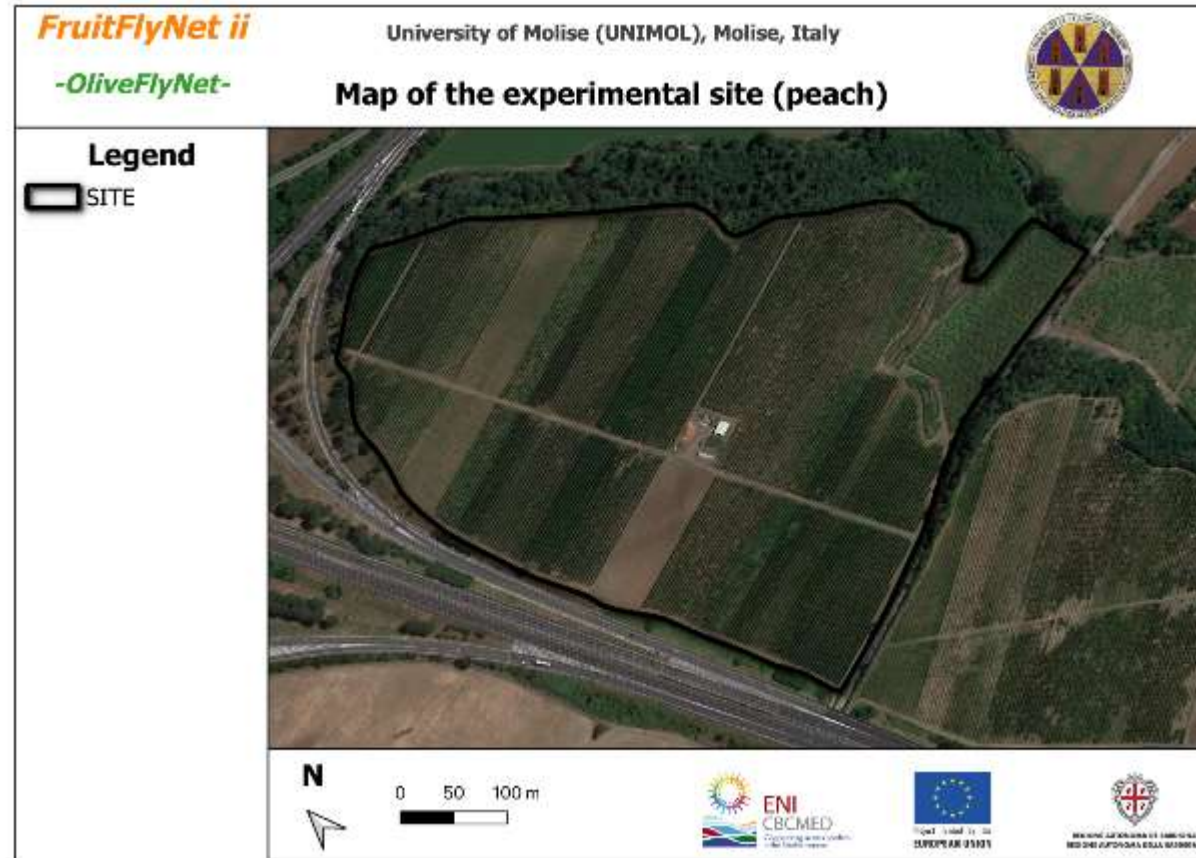 FruitFlyNet ii
-OliveFlyNet-
University of Molise (UNIMOL), Molise, Italy
Map of the experimental site (peach)
Legend
SITE
N
0 50 100 m
ENI
CBCMED
EUROPEAN UNION